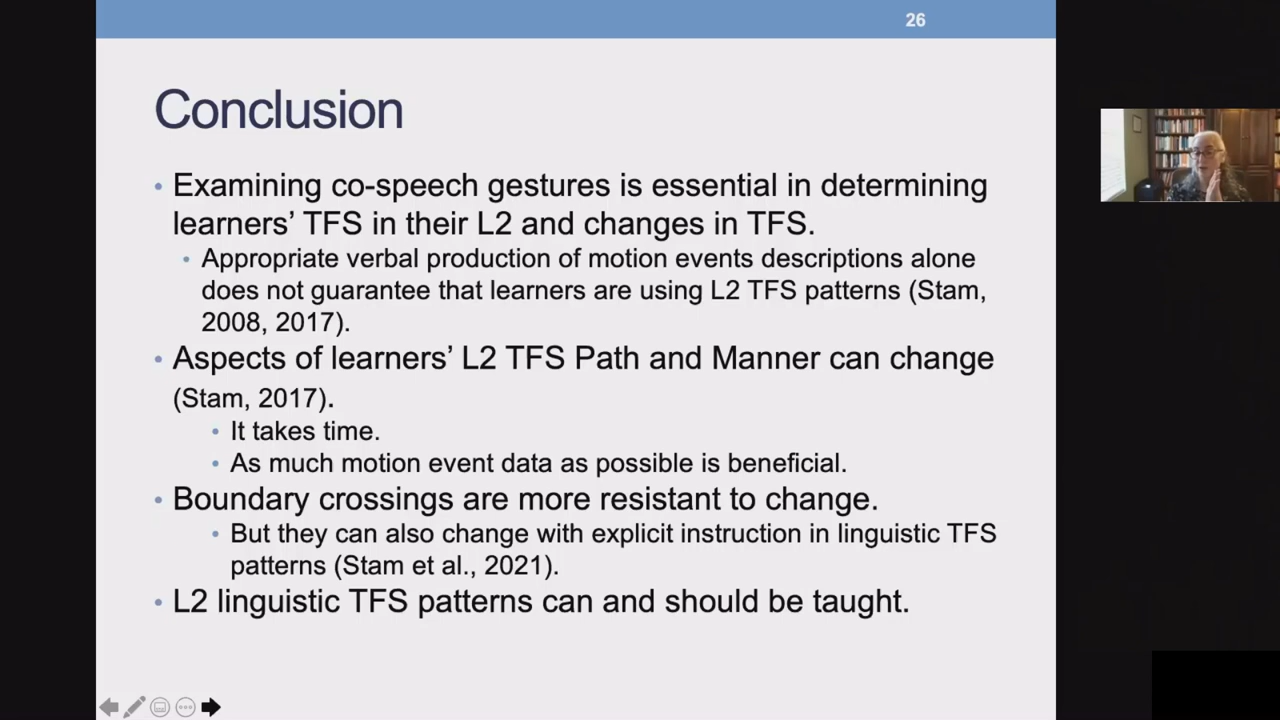 26
Conclusion
• Examining co-speech gestures is essential in determining
learners’ TFS in their L2 and changes in TFS.
• Appropriate verbal production of motion events descriptions alone
does not guarantee that learners are using L2 TFS patterns (Stam,
2008, 2017).
• Aspects of learners’ L2 TFS Path and Manner can change
(Stam, 2017).
• It takes time.
• As much motion event data as possible is beneficial.
• Boundary crossings are more resistant to change.
• But they can also change with explicit instruction in linguistic TFS
patterns (Stam et al., 2021).
• L2 linguistic TFS patterns can and should be taught.